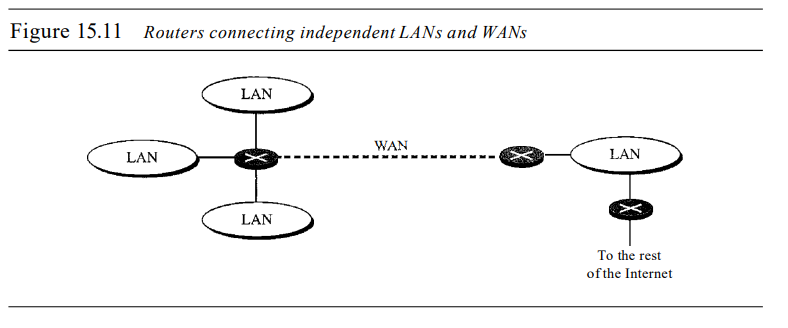 Figure 15.11 Routers connecting independent LANs and WANs
LAN
WAN
LAN
LAN
LAN
To the rest
of the Internet